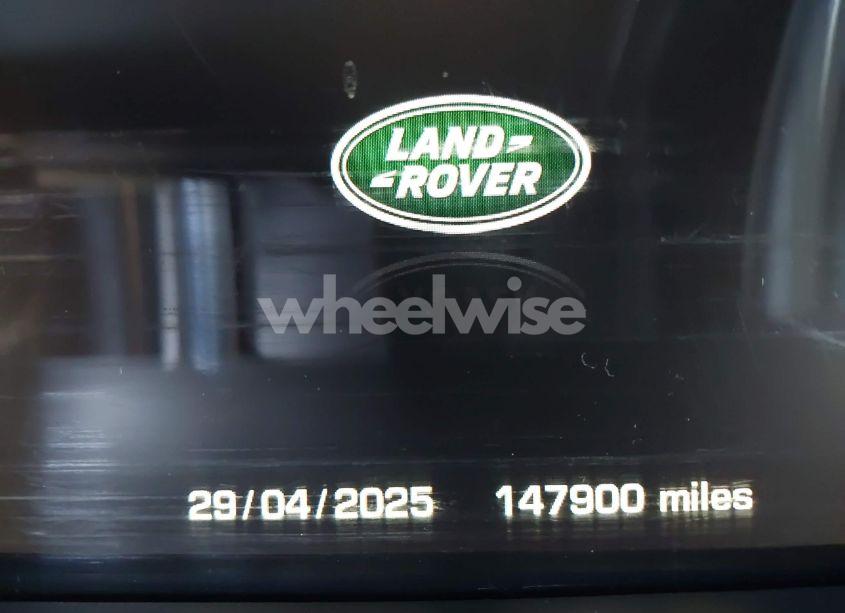 LAND
ROVER
wheelwise
29/04/2025 147900 miles